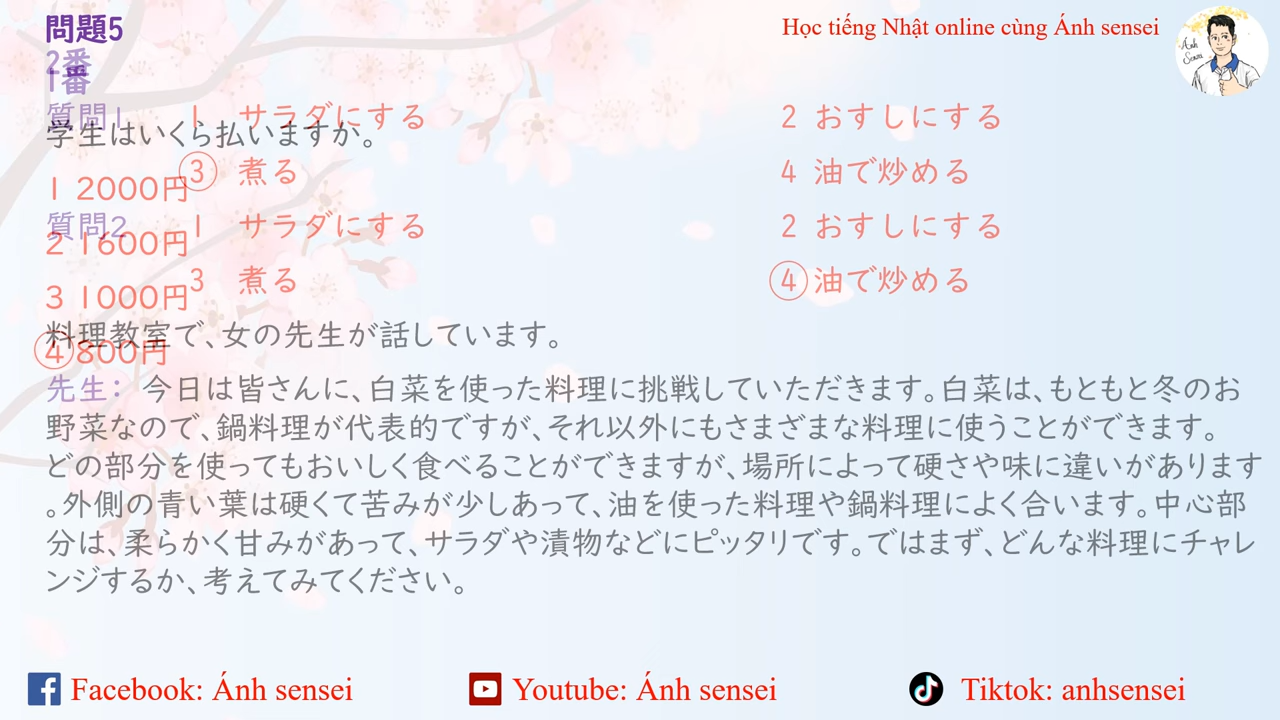 問題5
Học tiếng Nhật online cùng Ánh sensei
Ánh Sensei
2番
1番
質問1 1 サラダにする 2 おすしにする
学生はいくら払いますか。
③ 煮る 4 油で炒める
1 2000円
質問2 1 サラダにする 2 おすしにする
2 1600円
3 煮る ④ 油で炒める
3 1000円
料理教室で、女の先生が話しています。
④ 800円
先生: 今日は皆さんに、白菜を使った料理に挑戦していただきます。白菜は、もともと冬のお
野菜なので、鍋料理が代表的ですが、それ以外にもさまざまな料理に使うことができます。
どの部分を使ってもおいしく食べることができますが、場所によって硬さや味に違いがあります
。外側の青い葉は硬くて苦みが少しあって、油を使った料理や鍋料理によく合います。中心部
分は、柔らかく甘みがあって、サラダや漬物などにピッタリです。ではまず、どんな料理にチャレ
ンジするか、考えてみてください。
Facebook: Ánh sensei Youtube: Ánh sensei Tiktok: anhsensei